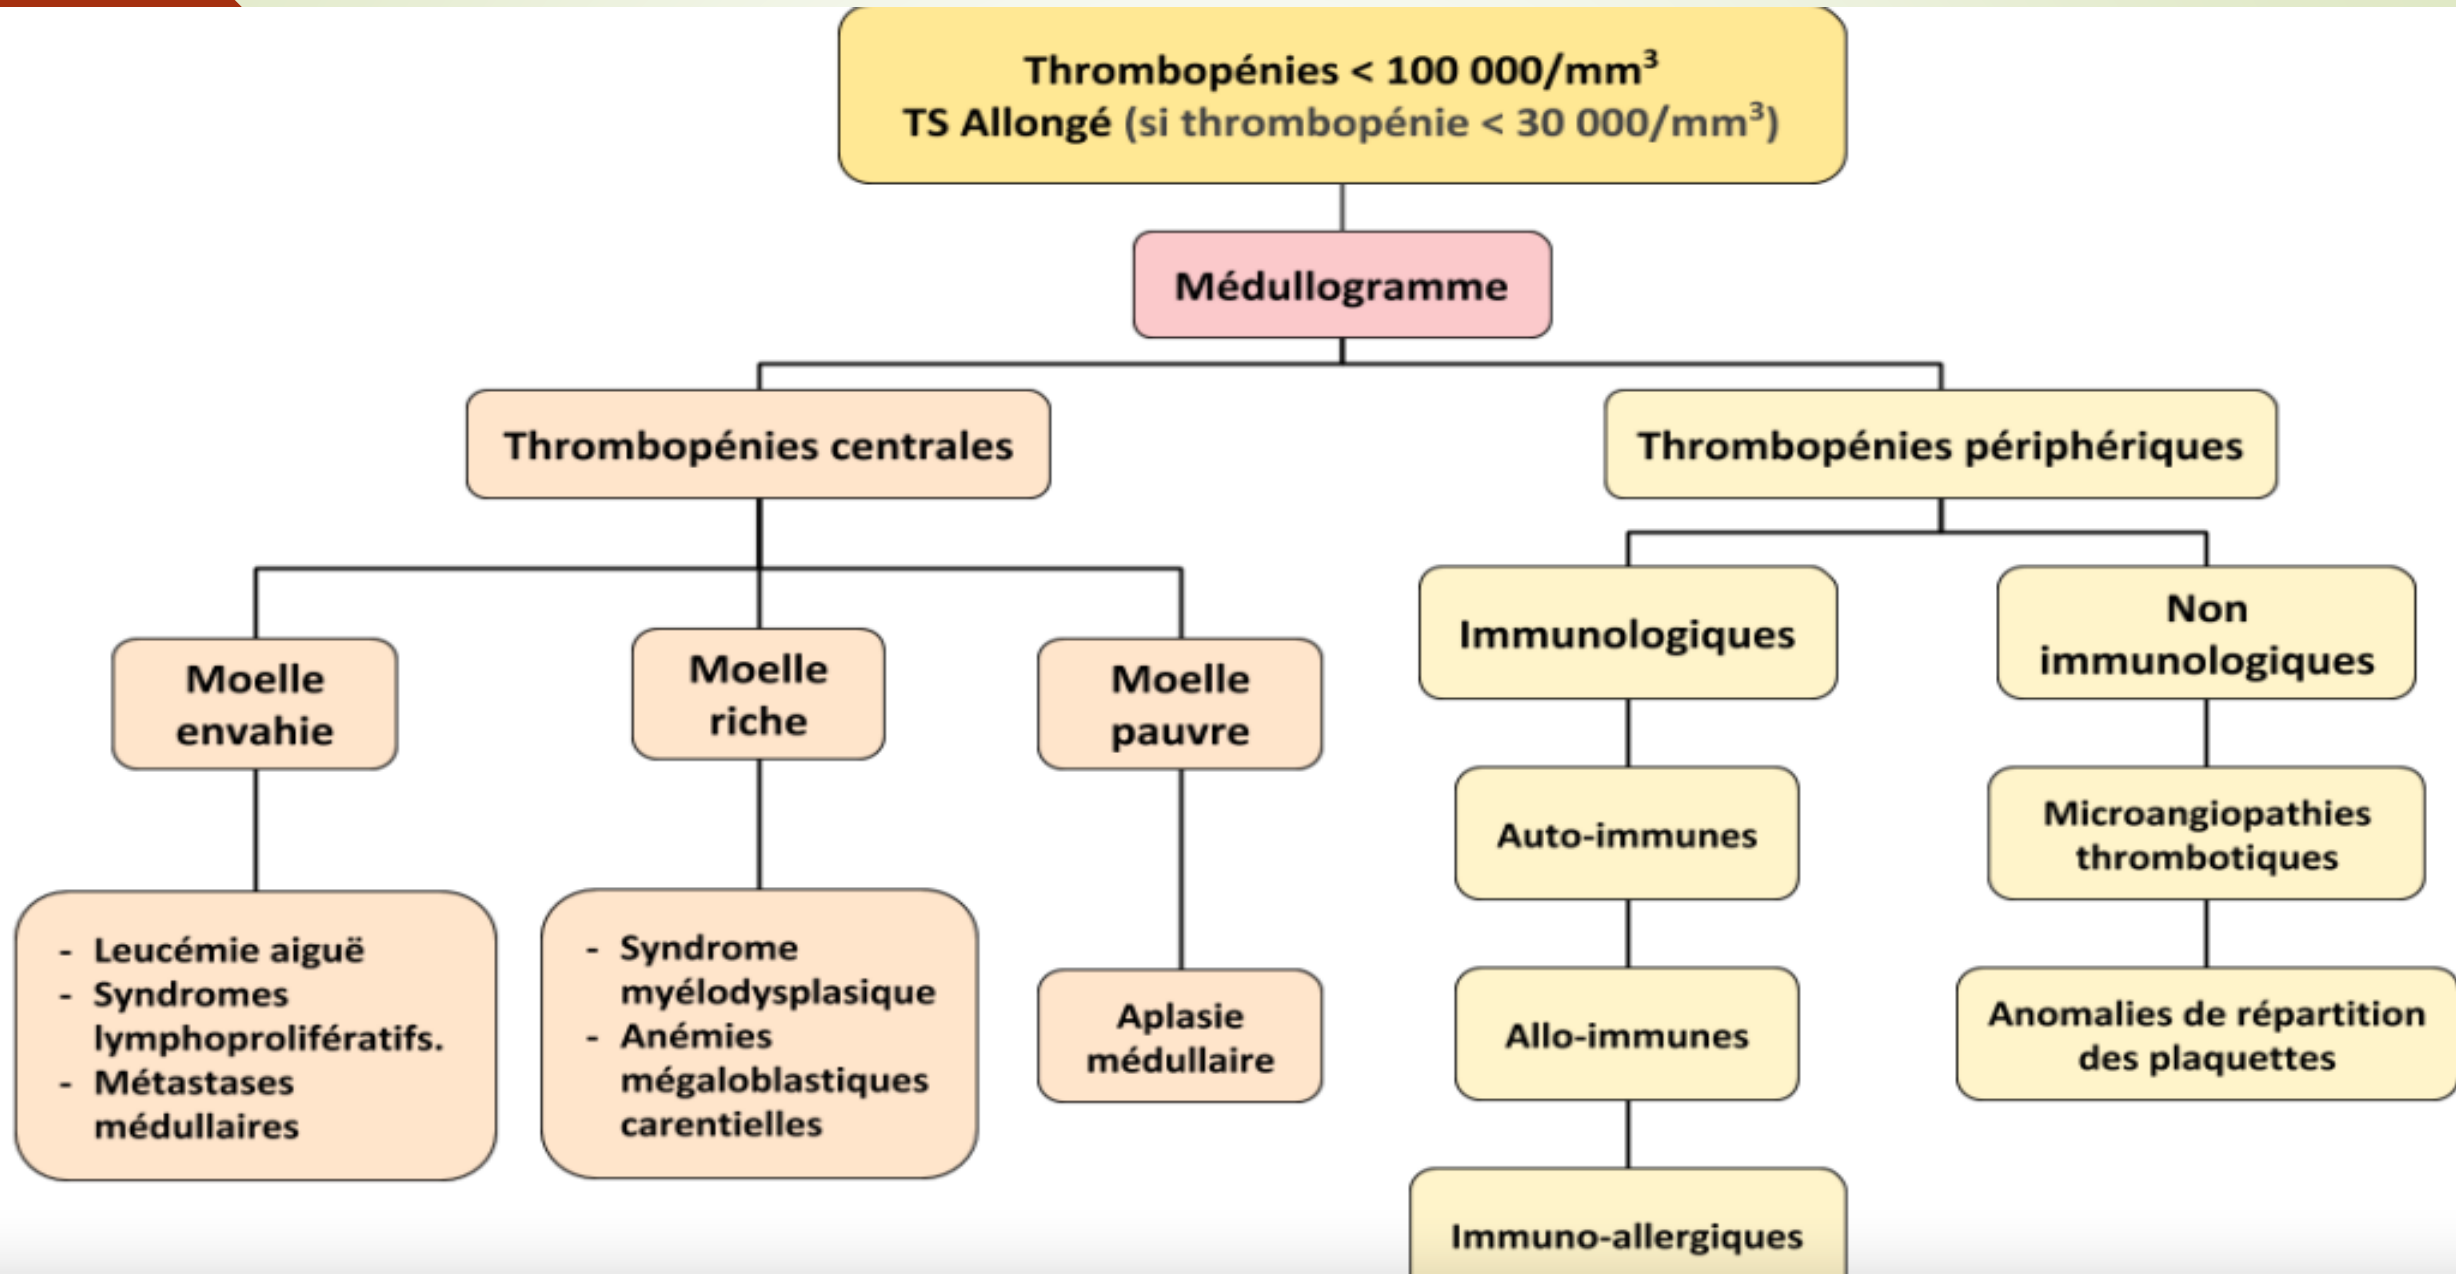 Thrombopénies < 100 000/mm³
TS Allongé (si thrombopénie < 30 000/mm³)
Médullogramme
Thrombopénies centrales
Thrombopénies périphériques
Moelle
envahie
Moelle
riche
Moelle
pauvre
Immunologiques
Non
immunologiques
- Leucémie aiguë
- Syndromes
lymphoprolifératifs.
- Métastases
médullaires
- Syndrome
myélodysplasique
- Anémies
mégaloblastiques
carentielles
Aplasie
médullaire
Auto-immunes
Allo-immunes
Immuno-allergiques
Microangiopathies
thrombotiques
Anomalies de répartition
des plaquettes